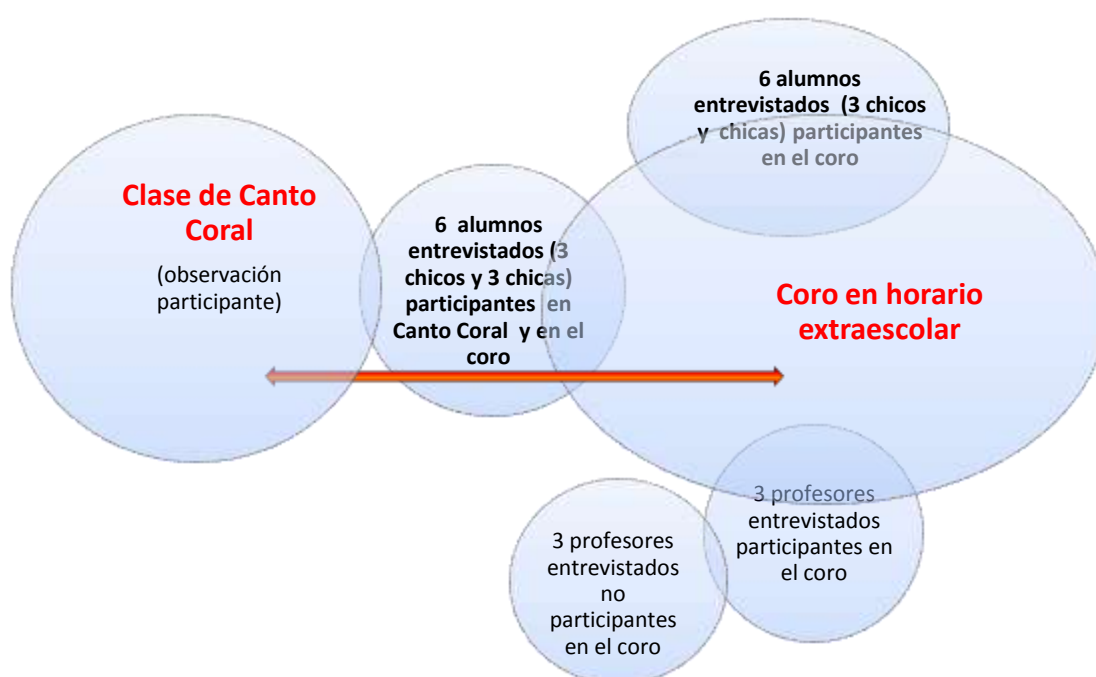 6 alumnos
entrevistados (3 chicos
y chicas) participantes
en el coro
Clase de Canto
Coral
(observación
participante)
6 alumnos
entrevistados (3
chicos y 3 chicas)
participantes en
Canto Coral y en el
coro
Coro en horario
extraescolar
3 profesores
entrevistados
participantes en
el coro
3 profesores
entrevistados
no
participantes
en el coro